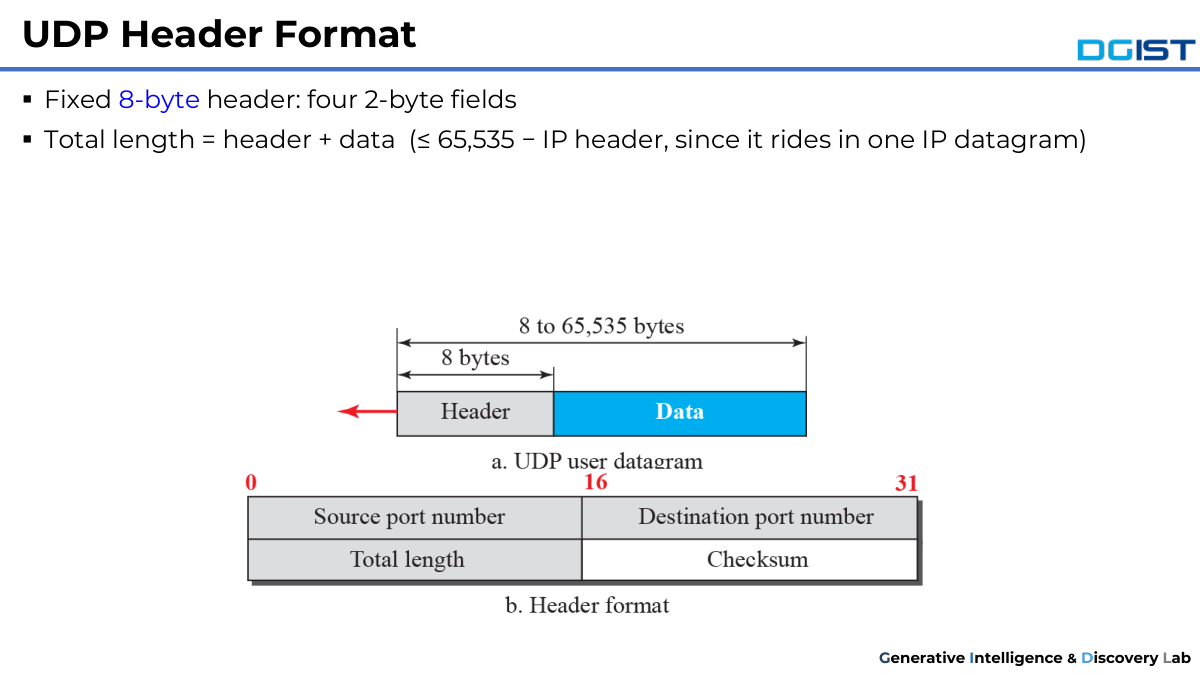 UDP Header Format
DGIST
▪ Fixed 8-byte header: four 2-byte fields
▪ Total length = header + data (≤ 65,535 − IP header, since it rides in one IP datagram)
8 to 65,535 bytes
8 bytes
Header Data
a. UDP user datagram
0 16 31
Source port number Destination port number
Total length Checksum
b. Header format
Generative Intelligence & Discovery Lab